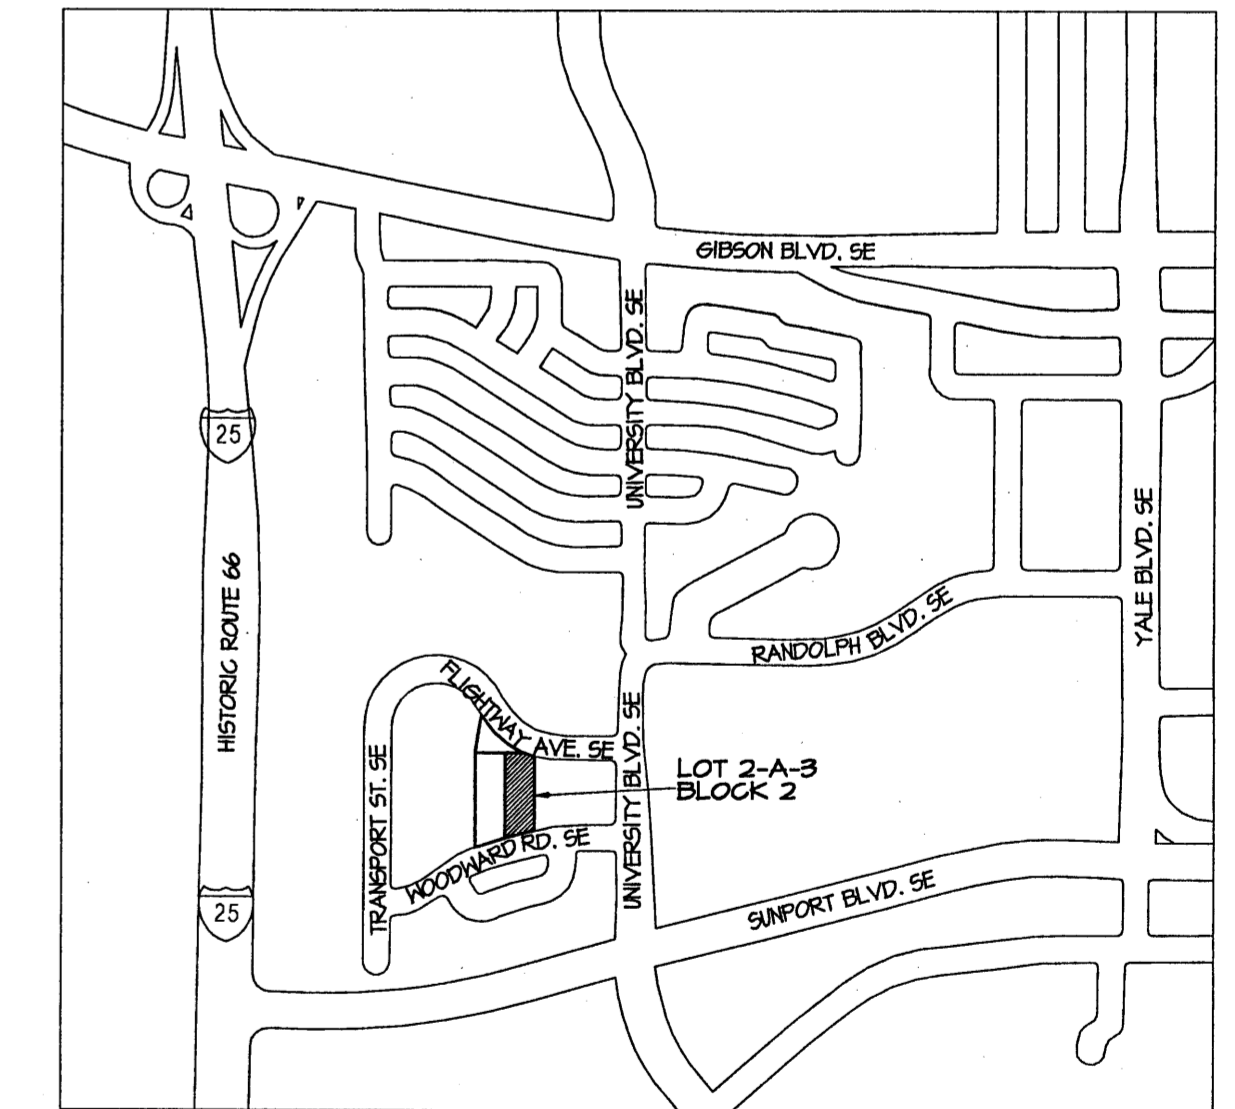 GIBSON BLVD. SE
UNIVERSITY BLVD. SE
25
HISTORIC ROUTE 66
YALE BLVD. SE
RANDOLPH BLVD. SE
FLIGHTWAY AVE. SE
UNIVERSITY BLVD. SE
TRANSPORT ST. SE
LOT 2-A-3
BLOCK 2
WOODWARD RD. SE
SUNPORT BLVD. SE
25